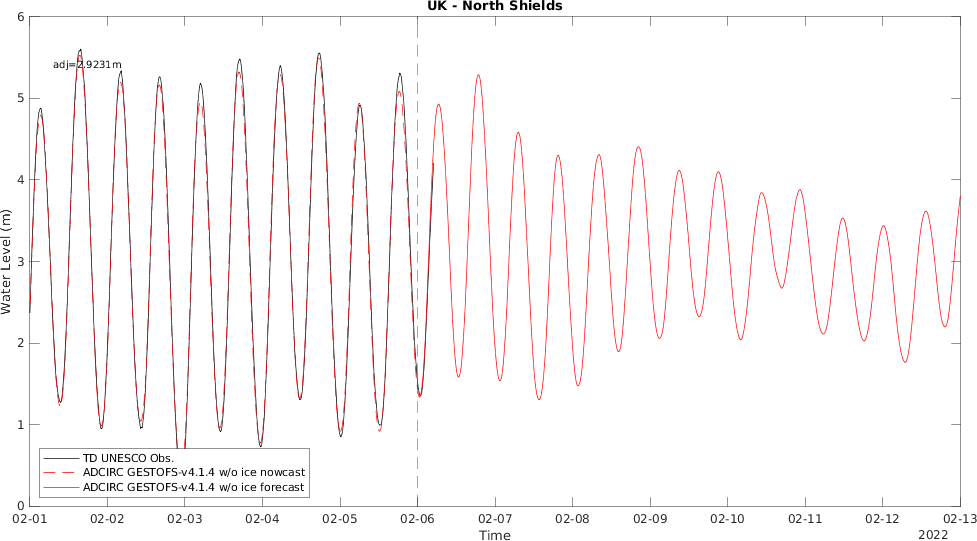 UK - North Shields
6
adj=2.9231m
5
4
3
2
1
0
Water Level (m)
TD UNESCO Obs.
ADCIRC GESTOFS-v4.1.4 w/o ice nowcast
ADCIRC GESTOFS-v4.1.4 w/o ice forecast
02-01 02-02 02-03 02-04 02-05 02-06 02-07 02-08 02-09 02-10 02-11 02-12 02-13
Time
2022